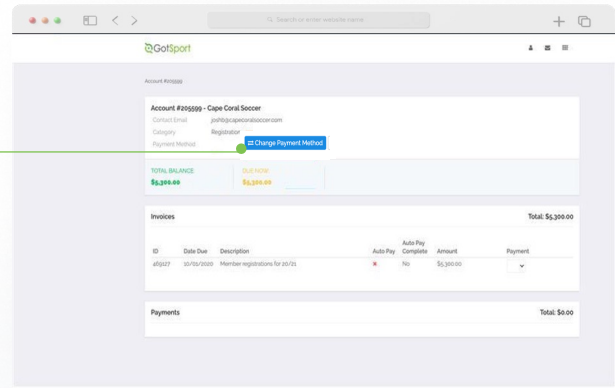 Search or enter website name
GotSport
Account #205599
Account #205599 - Cape Coral Soccer
Contact Email joshb@capecoralsoccer.com
Category Registration
Payment Method Change Payment Method
TOTAL BALANCE DUE NOW
$5,300.00 $5,300.00
Invoices Total: $5,300.00
ID Date Due Description Auto Pay Auto Pay Complete Amount Payment
469127 10/01/2020 Member registrations for 20/21 No $5,300.00
Payments Total: $0.00